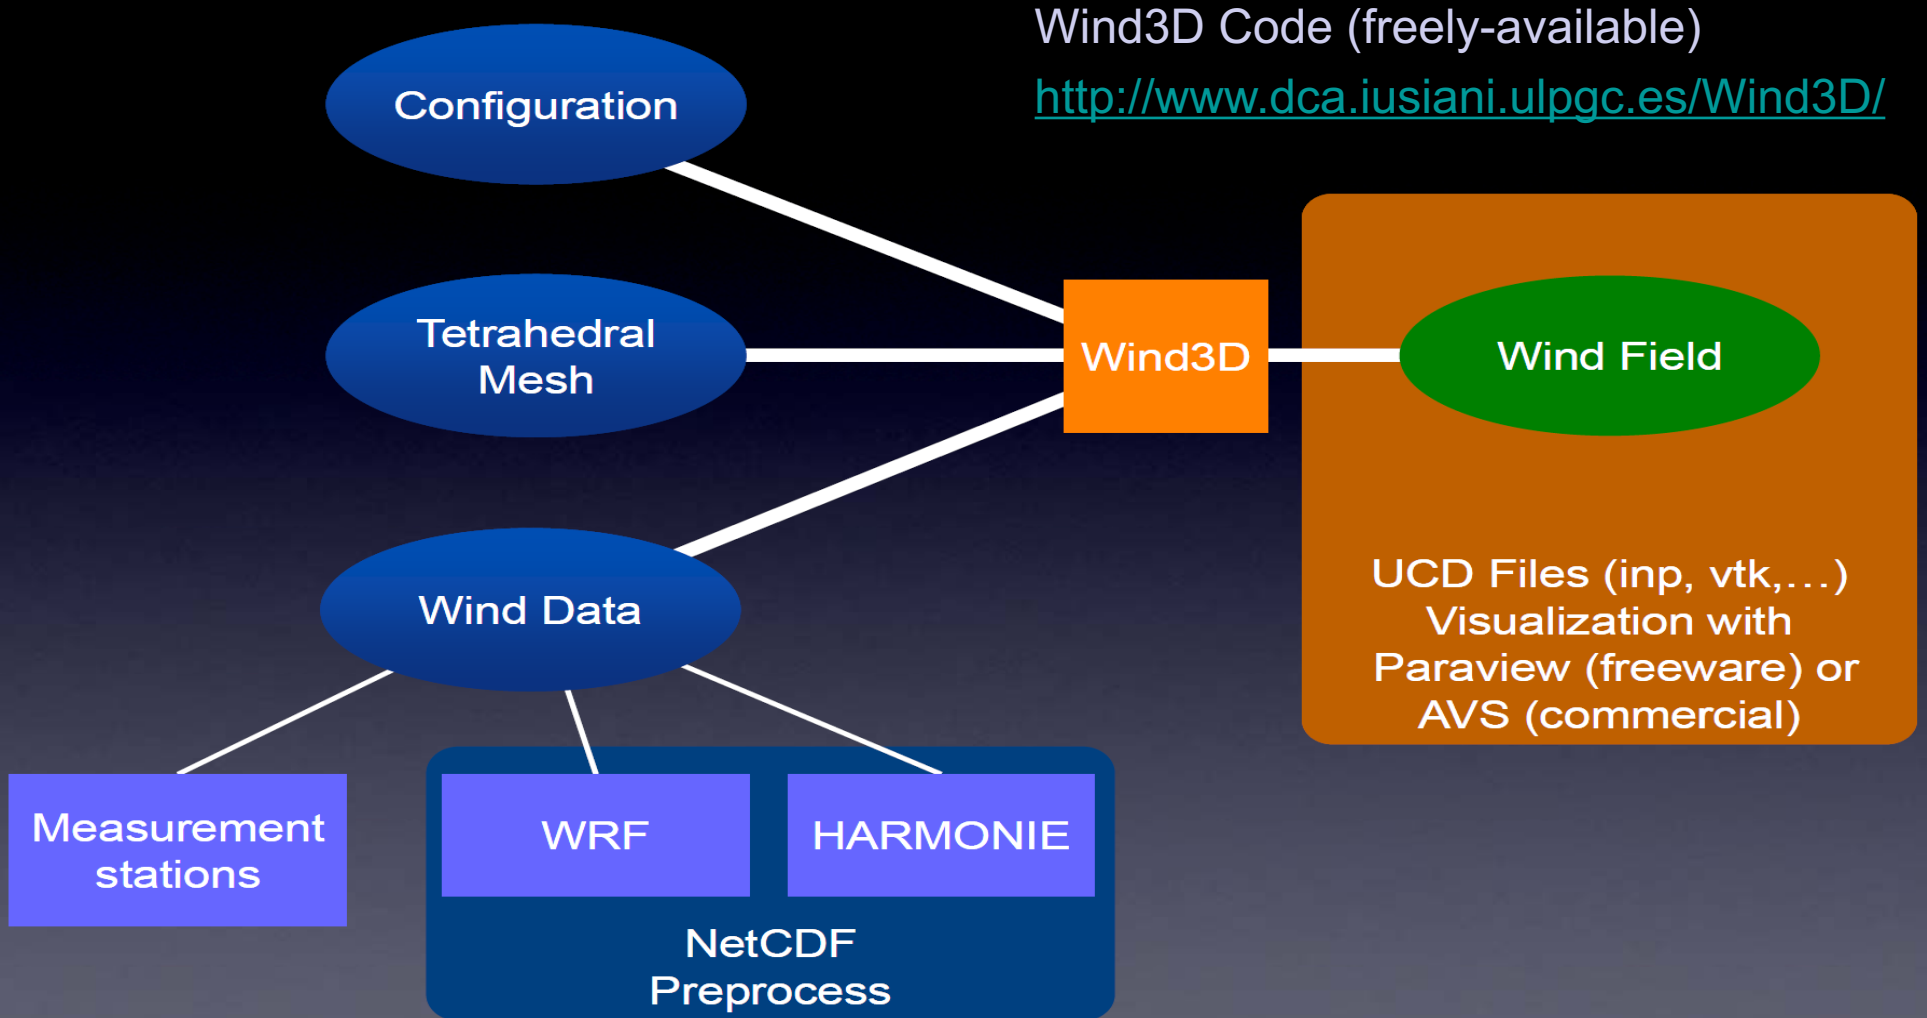 Wind3D Code (freely-available)
http://www.dca.iusiani.ulpgc.es/Wind3D/
Configuration
Tetrahedral
Mesh
Wind3D
Wind Field
Wind Data
UCD Files (inp, vtk,...)
Visualization with
Paraview (freeware) or
AVS (commercial)
Measurement
stations
WRF
HARMONIE
NetCDF
Preprocess